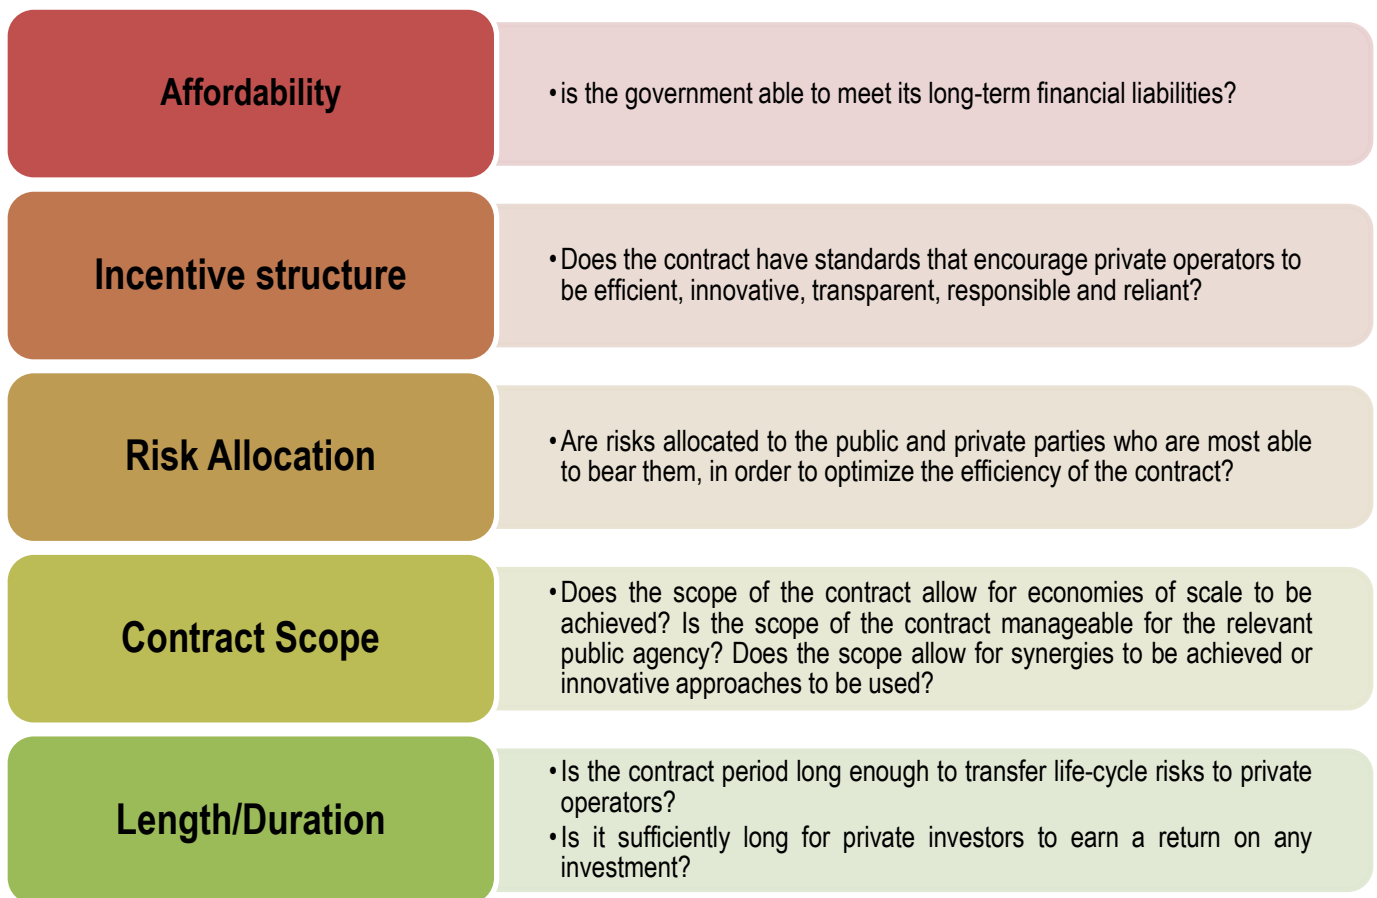 Affordability
• is the government able to meet its long-term financial liabilities?
Incentive structure
• Does the contract have standards that encourage private operators to
be efficient, innovative, transparent, responsible and reliant?
Risk Allocation
• Are risks allocated to the public and private parties who are most able
to bear them, in order to optimize the efficiency of the contract?
Contract Scope
• Does the scope of the contract allow for economies of scale to be
achieved? Is the scope of the contract manageable for the relevant
public agency? Does the scope allow for synergies to be achieved or
innovative approaches to be used?
Length/Duration
• Is the contract period long enough to transfer life-cycle risks to private
operators?
• Is it sufficiently long for private investors to earn a return on any
investment?